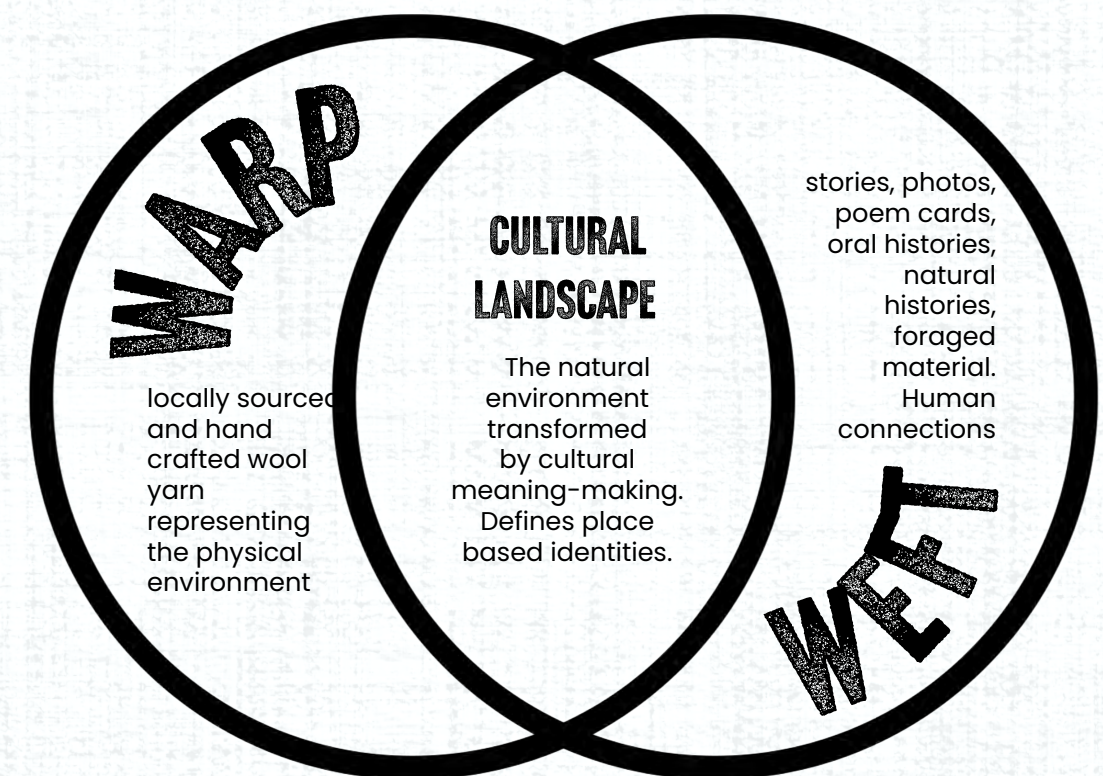 WARP
locally sourced
and hand
crafted wool
yarn
representing
the physical
environment
CULTURAL
LANDSCAPE
The natural
environment
transformed
by cultural
meaning-making.
Defines place
based identities.
stories, photos,
poem cards,
oral histories,
natural
histories,
foraged
material.
Human
connections
WEFT